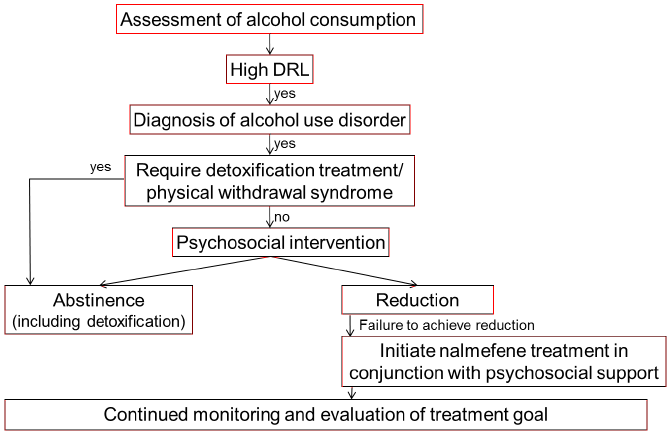 Assessment of alcohol consumption
High DRL
yes
Diagnosis of alcohol use disorder
yes
Require detoxification treatment/
physical withdrawal syndrome
yes
no
Psychosocial intervention
Abstinence
(including detoxification)
Reduction
Failure to achieve reduction
Initiate nalmefene treatment in
conjunction with psychosocial support
Continued monitoring and evaluation of treatment goal